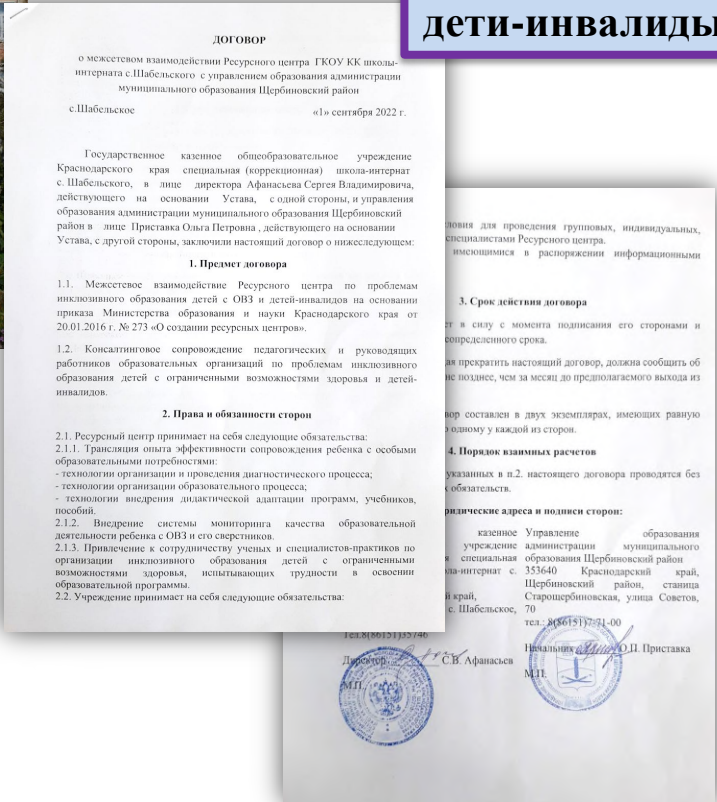 дети-инвалиды
ДОГОВОР
о межсетевом взаимодействии Ресурсного центра ГКОУ КК школы-
интерната с.Шабельского с управлением образования администрации
муниципального образования Щербиновский район
с.Шабельское «1» сентября 2022 г.
Государственное казенное общеобразовательное учреждение
Краснодарского края специальная (коррекционная) школа-интернат
с. Шабельского, в лице директора Афанасьева Сергея Владимировича,
действующего на основании Устава, с одной стороны, и управления
образования администрации муниципального образования Щербиновский
район в лице Приставка Ольга Петровна , действующего на основании
Устава, с другой стороны, заключили настоящий договор о нижеследующем:
1. Предмет договора
1.1. Межсетевое взаимодействие Ресурсного центра по проблемам
инклюзивного образования детей с ОВЗ и детей-инвалидов на основании
приказа Министерства образования и науки Краснодарского края от
20.01.2016 г. № 273 «О создании ресурсных центров».
1.2. Консалтинговое сопровождение педагогических и руководящих
работников образовательных организаций по проблемам инклюзивного
образования детей с ограниченными возможностями здоровья и детей-
инвалидов.
2. Права и обязанности сторон
2.1. Ресурсный центр принимает на себя следующие обязательства:
2.1.1. Трансляция опыта эффективности сопровождения ребенка с особыми
образовательными потребностями:
- технологии организации и проведения диагностического процесса;
- технологии организации образовательного процесса;
- технологии внедрения дидактической адаптации программ, учебников,
пособий.
2.1.2. Внедрение системы мониторинга качества образовательной
деятельности ребенка с ОВЗ и его сверстников.
2.1.3. Привлечение к сотрудничеству ученых и специалистов-практиков по
организации инклюзивного образования детей с ограниченными
возможностями здоровья, испытывающих трудности в освоении
образовательной программы.
2.2. Учреждение принимает на себя следующие обязательства:
ловия для проведения групповых, индивидуальных,
специалистами Ресурсного центра.
имеющимися в распоряжении информационными
3. Срок действия договора
т в силу с момента подписания его сторонами и
еопределенного срока.
ая прекратить настоящий договор, должна сообщить об
не позднее, чем за месяц до предполагаемого выхода из
вор составлен в двух экземплярах, имеющих равную
о одному у каждой из сторон.
4. Порядок взаимных расчетов
указанных в п.2. настоящего договора проводятся без
х обязательств.
ридические адреса и подписи сторон:
казенное Управление образования
учреждение администрации муниципального
специальная образования Щербиновский район
ола-интернат с. 353640 Краснодарский край,
Щербиновский район, станица
й край, Старощербиновская, улица Советов,
с. Шабельское, 70
тел.: 8(86151)7-71-00
Тел.8(86151)35746
Начальник О.П. Приставка
Директор С.В. Афанасьев
М.П.
М.П.